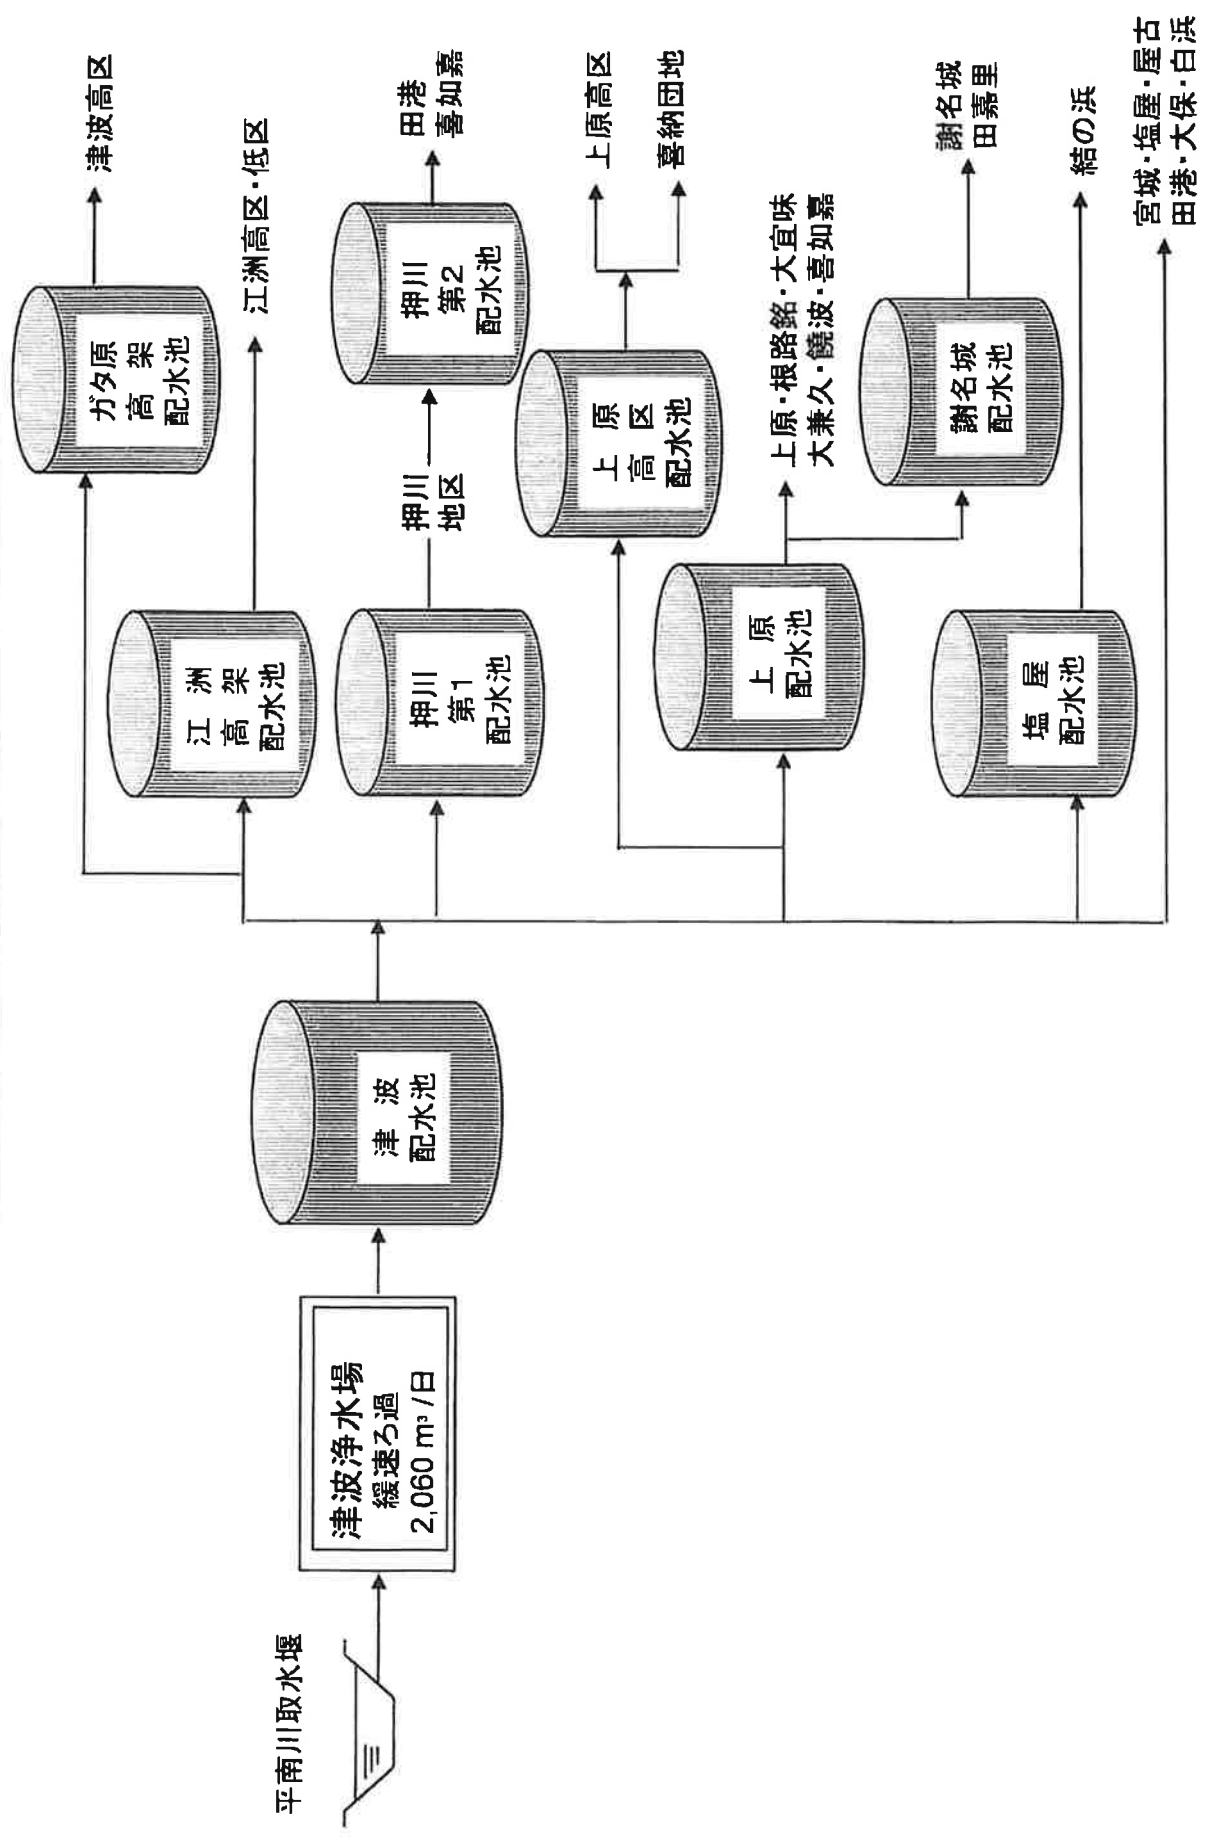 平南川取水堰
津波浄水場
緩速ろ過
2,060 m³/日
津波
配水池
ガタ原
高架
配水池
津波高区
江洲
高架
配水池
江洲高区・低区
押川
第1
配水池
押川
地区
押川
第2
配水池
田港
喜如嘉
上原
高区
配水池
上原高区
喜納団地
上原
配水池
上原・根路銘・大宜味
大兼久・饒波・喜如嘉
謝名城
配水池
謝名城
田嘉里
塩屋
配水池
結の浜
宮城・塩屋・屋古
田港・大保・白浜